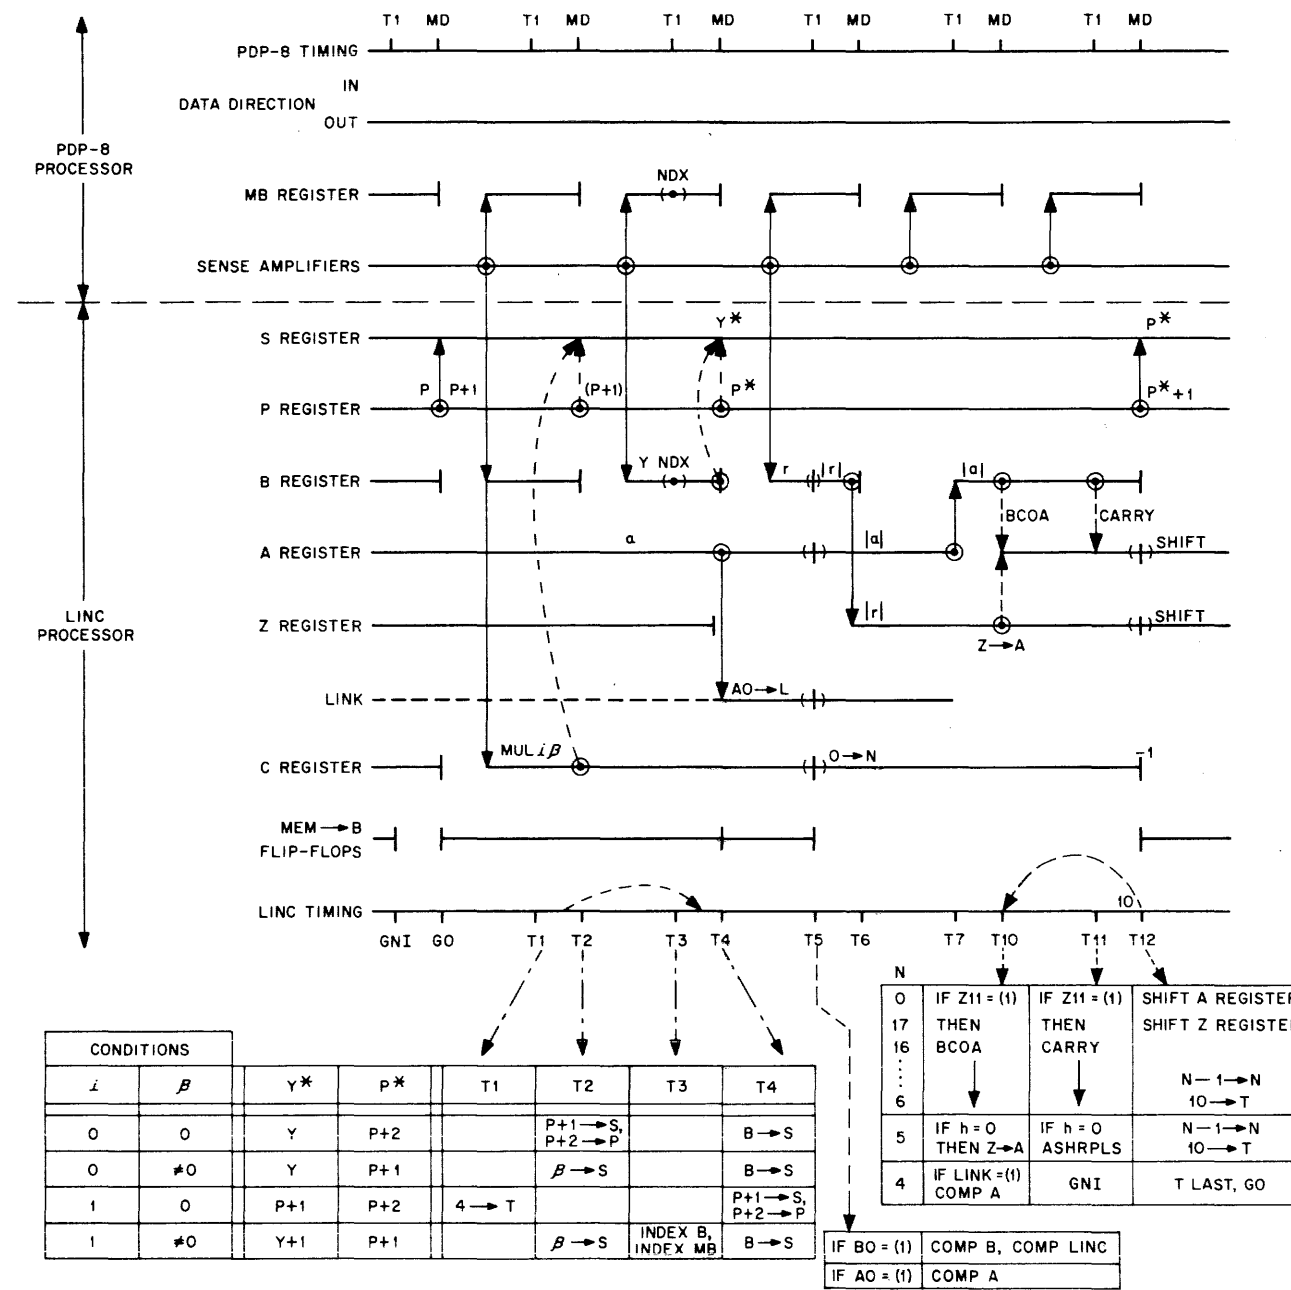 T1 MD T1 MD T1 MD T1 MD T1 MD T1 MD
PDP-8 TIMING
IN
DATA DIRECTION
OUT
PDP-8
PROCESSOR
NDX
MB REGISTER
SENSE AMPLIFIERS
Y* P*
S REGISTER
P P+1 (P+1) P* P*+1
P REGISTER
Y NDX r |r| |a|
B REGISTER
BCOA CARRY
a |a| SHIFT
A REGISTER
LINC
PROCESSOR
|r| SHIFT
Z REGISTER
Z→A
AO→L
LINK
MUL iβ O→N -1
C REGISTER
MEM→B
FLIP-FLOPS
10
LINC TIMING
GNI GO T1 T2 T3 T4 T5 T6 T7 T10 T11 T12
N
0 IF Z11=(1) IF Z11=(1) SHIFT A REGISTER
17 THEN THEN SHIFT Z REGISTER
16 BCOA CARRY
N-1→N
6 10→T
5 IF h=0 IF h=0 N-1→N
THEN Z→A ASHRPLS 10→T
4 IF LINK=(1) GNI T LAST, GO
COMP A
CONDITIONS
i β Y* P* T1 T2 T3 T4
0 0 Y P+2 P+1→S, B→S
P+2→P
0 ≠0 Y P+1 β→S B→S
1 0 P+1 P+2 4→T P+1→S,
P+2→P
1 ≠0 Y+1 P+1 β→S INDEX B, B→S
INDEX MB
IF BO=(1) COMP B, COMP LINC
IF AO=(1) COMP A